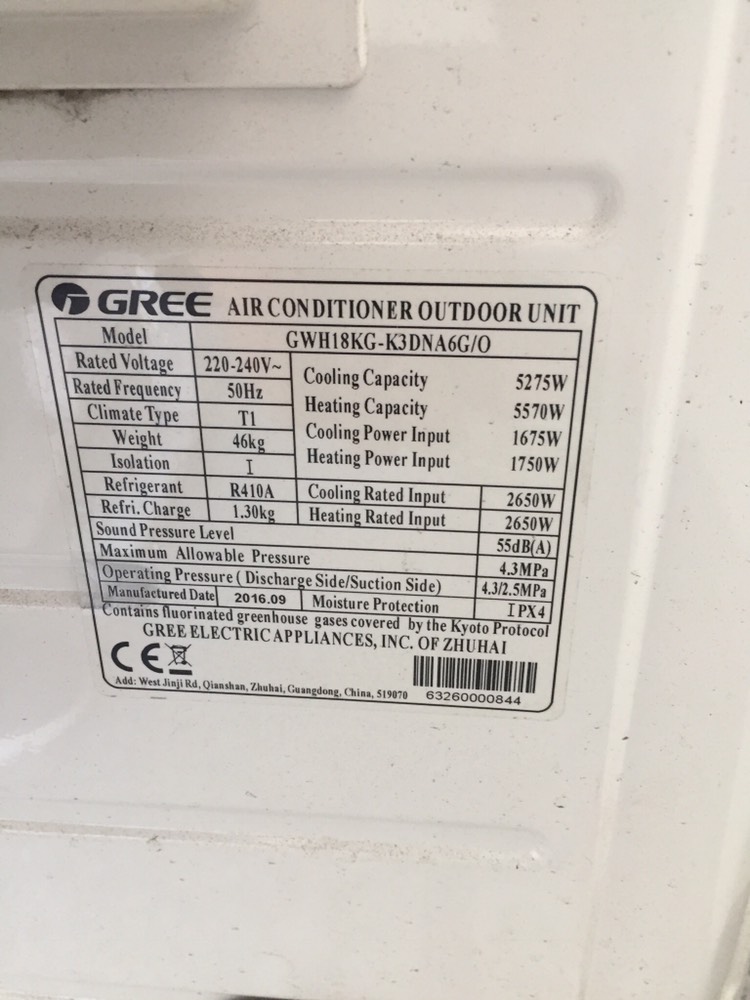 GREE AIR CONDITIONER OUTDOOR UNIT
Model GWH18KG-K3DNA6G/O
Rated Voltage 220-240V~ Cooling Capacity 5275W
Rated Frequency 50Hz Heating Capacity 5570W
Climate Type T1 Cooling Power Input 1675W
Weight 46kg Heating Power Input 1750W
Isolation I
Refrigerant R410A Cooling Rated Input 2650W
Refri. Charge 1.30kg Heating Rated Input 2650W
Sound Pressure Level 55dB(A)
Maximum Allowable Pressure 4.3MPa
Operating Pressure ( Discharge Side/Suction Side) 4.3/2.5MPa
Manufactured Date 2016.09 Moisture Protection IPX4
Contains fluorinated greenhouse gases covered by the Kyoto Protocol
GREE ELECTRIC APPLIANCES, INC. OF ZHUHAI
CE
Add: West Jinji Rd, Qianshan, Zhuhai, Guangdong, China, 519070 63260000844